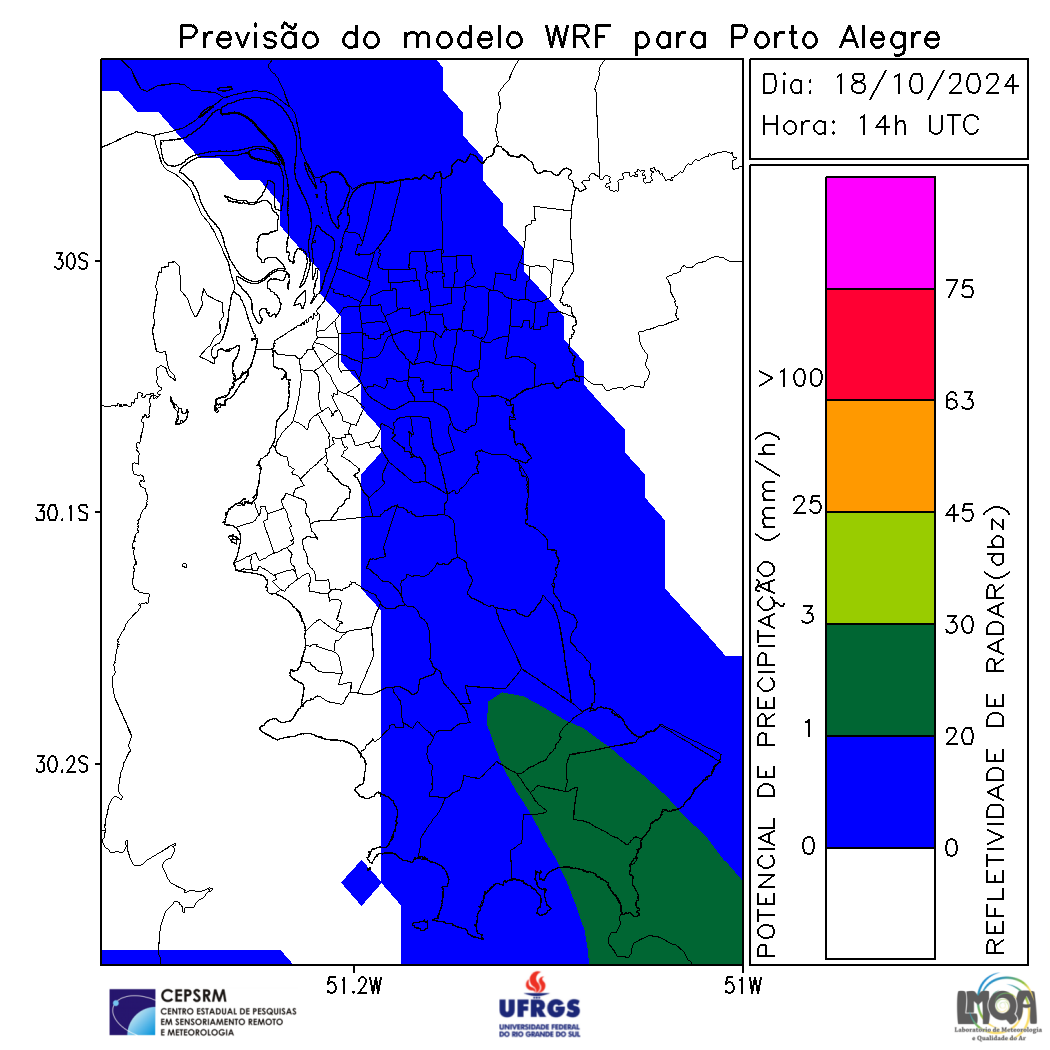 Previsão do modelo WRF para Porto Alegre
Dia: 18/10/2024
Hora: 14h UTC
30S
30.1S
30.2S
51.2W
51W
POTENCIAL DE PRECIPITAÇÃO (mm/h)
>100
25
3
1
0
75
63
45
30
20
0
REFLETIVIDADE DE RADAR(dbz)
CEPSRM
CENTRO ESTADUAL DE PESQUISAS
EM SENSORIAMENTO REMOTO
E METEOROLOGIA
UFRGS
UNIVERSIDADE FEDERAL
DO RIO GRANDE DO SUL
LMQA
Laboratório de Meteorologia
e Qualidade do Ar